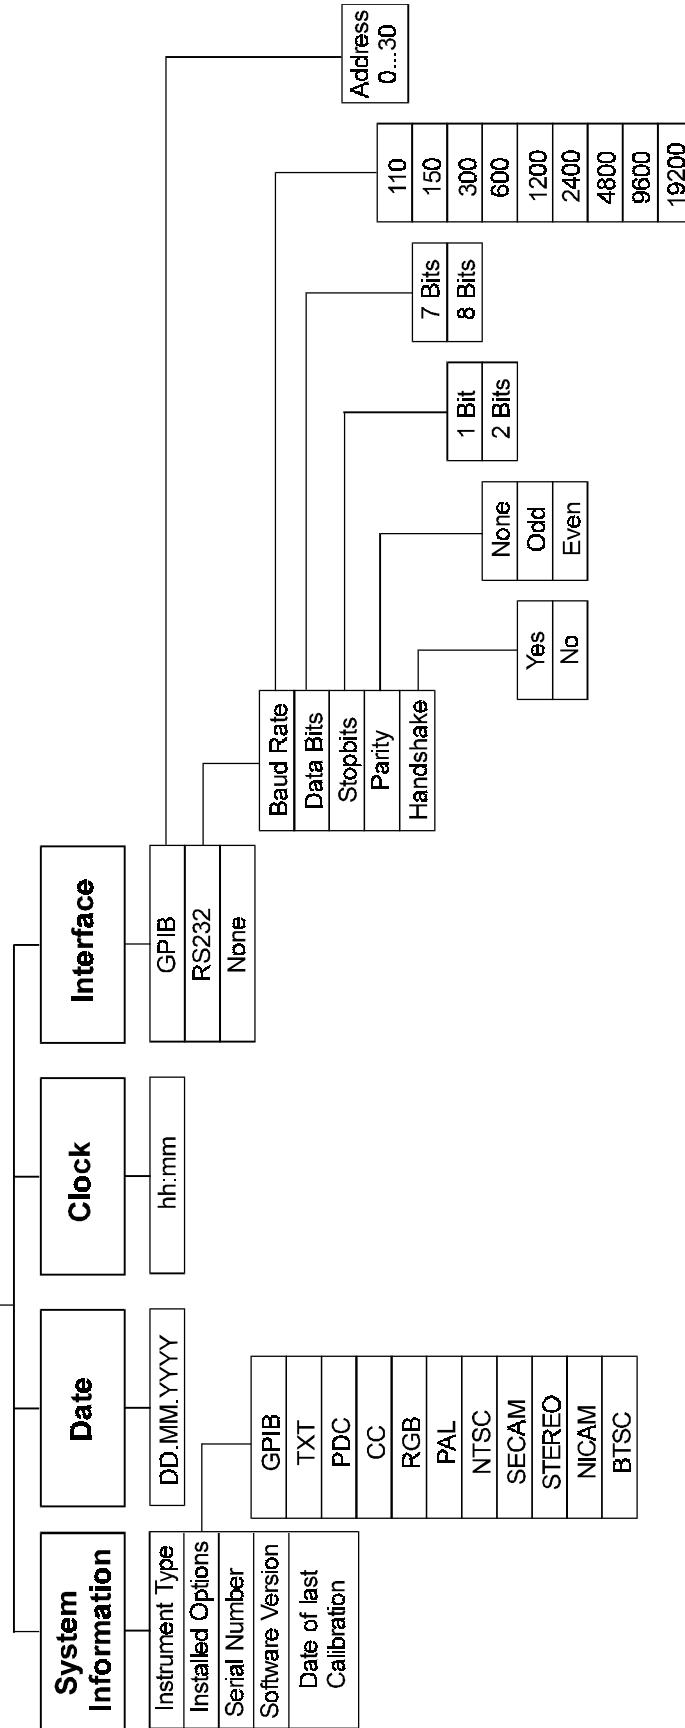 System
Information
Date
Clock
Interface
Instrument Type
Installed Options
Serial Number
Software Version
Date of last
Calibration
DD.MM.YYYY
hh:mm
GPIB
RS232
None
GPIB
TXT
PDC
CC
RGB
PAL
NTSC
SECAM
STEREO
NICAM
BTSC
Baud Rate
Data Bits
Stopbits
Parity
Handshake
Yes
No
None
Odd
Even
1 Bit
2 Bits
7 Bits
8 Bits
110
150
300
600
1200
2400
4800
9600
19200
Address
0...30